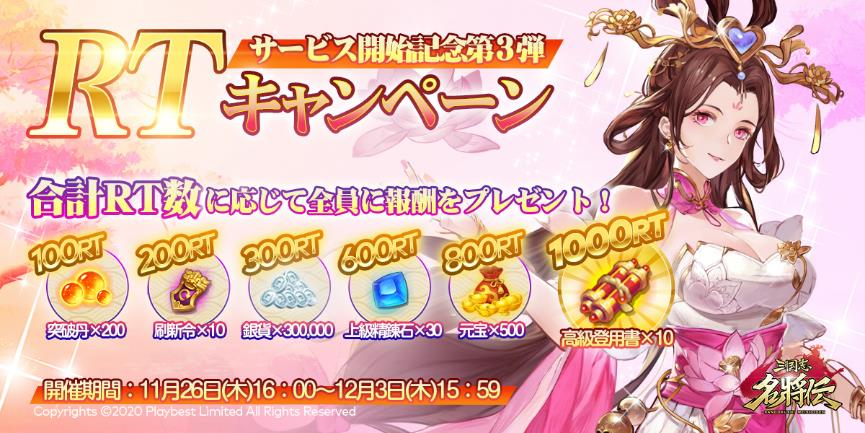 サービス開始記念第3弾
RTキャンペーン
合計RT数に応じて全員に報酬をプレゼント！
100RT
突破丹×200
200RT
刷新令×10
300RT
銀貨×300,000
600RT
上級精錬石×30
800RT
元宝×500
1000RT
高級登用書×10
開催期間：11月26日(木)16：00～12月3日(木)15：59
Copyrights ©2020 Playbest Limited All Rights Reserved
三国志
名将伝